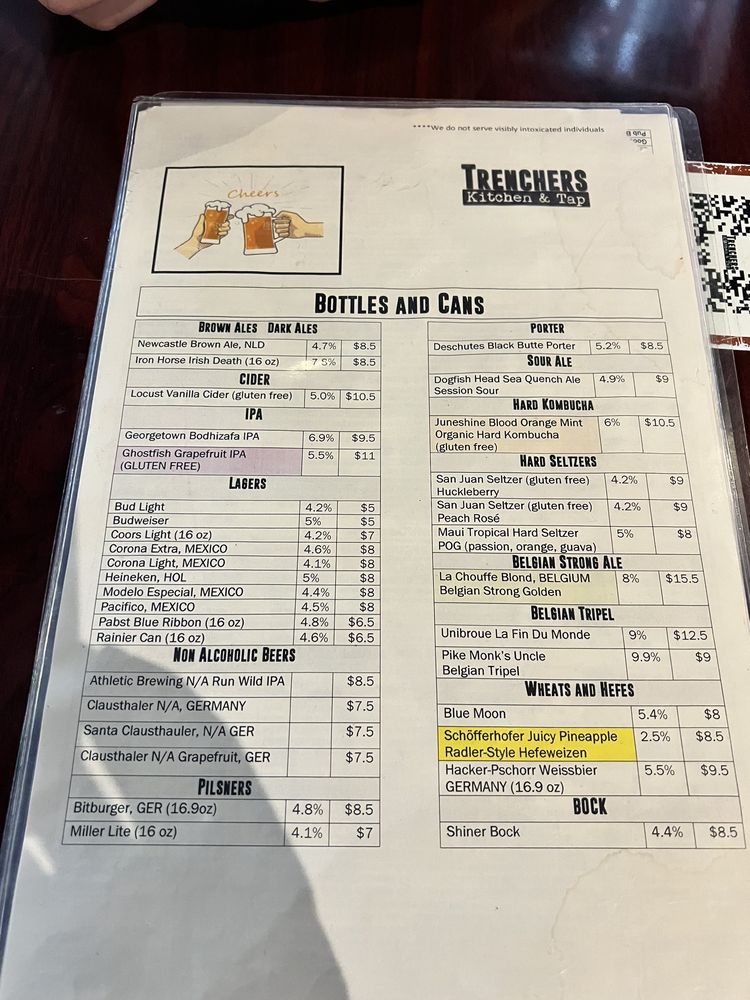 ****We do not serve visibly intoxicated individuals
Cheers
TRENCHERS
Kitchen & Tap
BOTTLES AND CANS
BROWN ALES DARK ALES
Newcastle Brown Ale, NLD 4.7% $8.5
Iron Horse Irish Death (16 oz) $8.5
CIDER
Locust Vanilla Cider (gluten free) 5.0% $10.5
IPA
Georgetown Bodhizafa IPA 6.9% $9.5
Ghostfish Grapefruit IPA 5.5% $11
(GLUTEN FREE)
LAGERS
Bud Light 4.2% $5
Budweiser 5% $5
Coors Light (16 oz) 4.2% $7
Corona Extra, MEXICO 4.6% $8
Corona Light, MEXICO 4.1% $8
Heineken, HOL 5% $8
Modelo Especial, MEXICO 4.4% $8
Pacifico, MEXICO 4.5% $8
Pabst Blue Ribbon (16 oz) 4.8% $6.5
Rainier Can (16 oz) 4.6% $6.5
NON ALCOHOLIC BEERS
Athletic Brewing N/A Run Wild IPA $8.5
Clausthaler N/A, GERMANY $7.5
Santa Clausthauler, N/A GER $7.5
Clausthaler N/A Grapefruit, GER $7.5
PILSNERS
Bitburger, GER (16.9oz) 4.8% $8.5
Miller Lite (16 oz) 4.1% $7
PORTER
Deschutes Black Butte Porter 5.2% $8.5
SOUR ALE
Dogfish Head Sea Quench Ale 4.9% $9
Session Sour
HARD KOMBUCHA
Juneshine Blood Orange Mint 6% $10.5
Organic Hard Kombucha
(gluten free)
HARD SELTZERS
San Juan Seltzer (gluten free) 4.2% $9
Huckleberry
San Juan Seltzer (gluten free) 4.2% $9
Peach Rosé
Maui Tropical Hard Seltzer 5% $8
POG (passion, orange, guava)
BELGIAN STRONG ALE
La Chouffe Blond, BELGIUM 8% $15.5
Belgian Strong Golden
BELGIAN TRIPEL
Unibroue La Fin Du Monde 9% $12.5
Pike Monk's Uncle 9.9% $9
Belgian Tripel
WHEATS AND HEFES
Blue Moon 5.4% $8
Schöfferhofer Juicy Pineapple 2.5% $8.5
Radler-Style Hefeweizen
Hacker-Pschorr Weissbier 5.5% $9.5
GERMANY (16.9 oz)
BOCK
Shiner Bock 4.4% $8.5